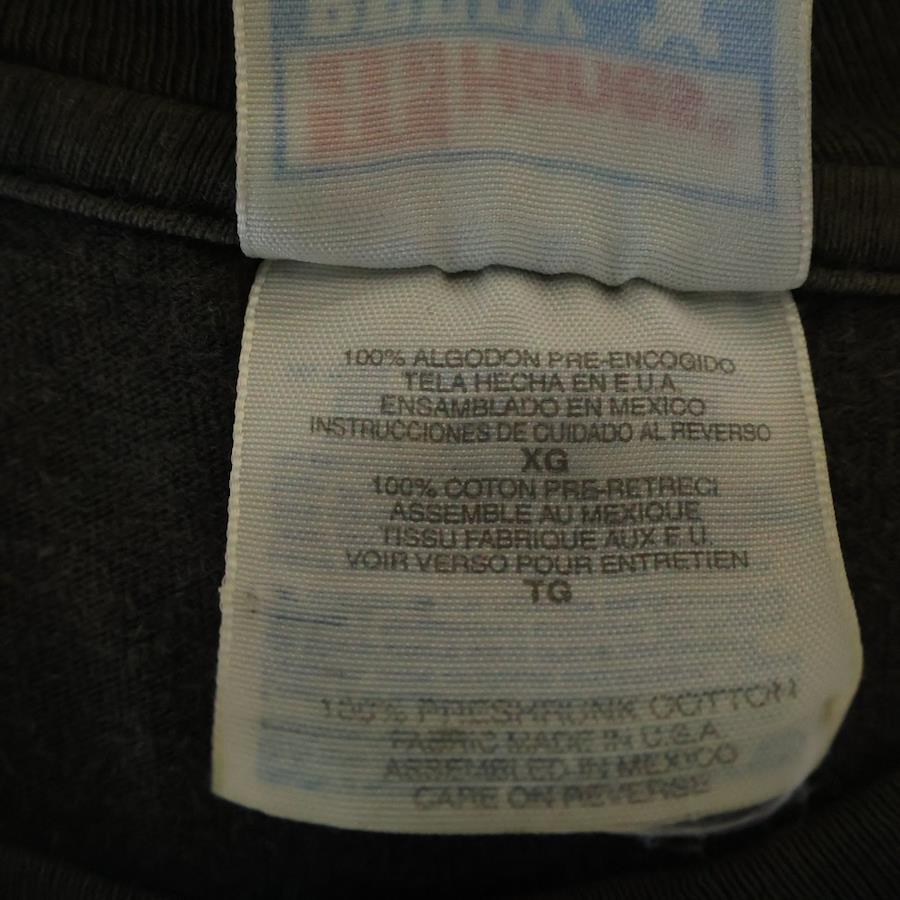 100% ALGODON PRE-ENCOGIDO
TELA HECHA EN E.U.A.
ENSAMBLADO EN MEXICO
INSTRUCCIONES DE CUIDADO AL REVERSO
XG
100% COTON PRE-RETRECI
ASSEMBLE AU MEXIQUE
TISSU FABRIQUE AUX E.U.
VOIR VERSO POUR ENTRETIEN
TG
100% PRESHRUNK COTTON
FABRIC MADE IN U.S.A.
ASSEMBLED IN MEXICO
CARE ON REVERSE